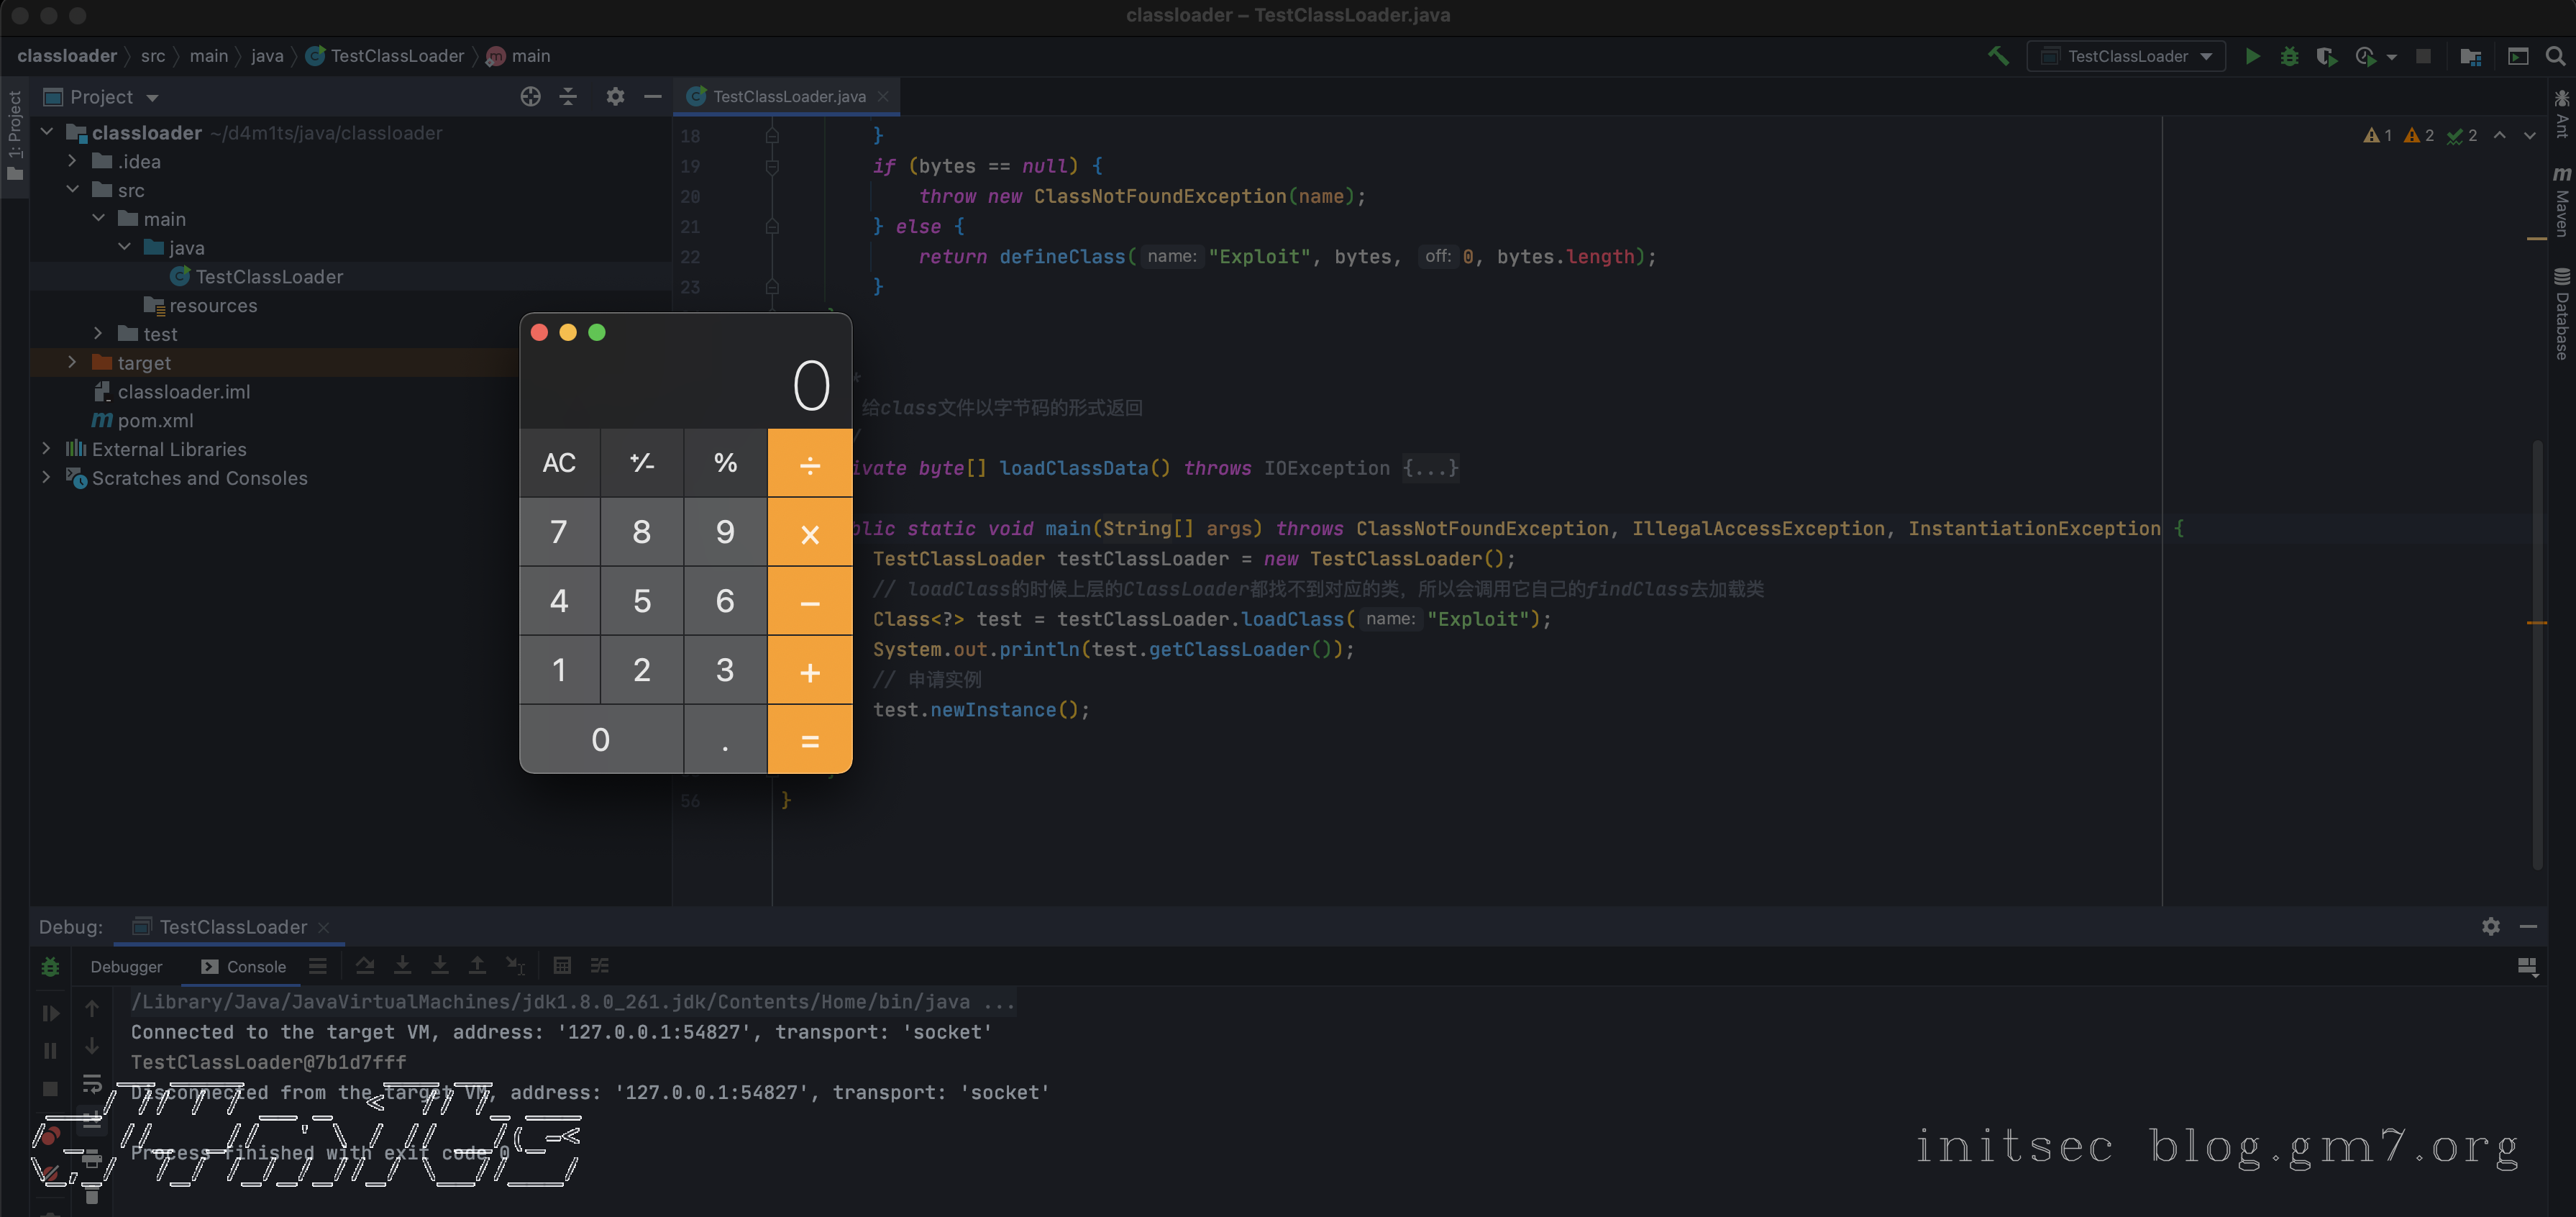 classloader – TestClassLoader.java
classloader src main java TestClassLoader main
TestClassLoader
1: Project
Project
TestClassLoader.java
classloader ~/d4m1ts/java/classloader
.idea
src
main
java
TestClassLoader
resources
test
target
classloader.iml
pom.xml
External Libraries
Scratches and Consoles
1 2 2
Ant
Maven
Database
18 }
19 if (bytes == null) {
20 throw new ClassNotFoundException(name);
21 } else {
22 return defineClass( name: "Exploit", bytes, off: 0, bytes.length);
23 }
*
给class文件以字节码的形式返回
/
ivate byte[] loadClassData() throws IOException {...}
blic static void main(String[] args) throws ClassNotFoundException, IllegalAccessException, InstantiationException {
TestClassLoader testClassLoader = new TestClassLoader();
// loadClass的时候上层的ClassLoader都找不到对应的类，所以会调用它自己的findClass去加载类
Class<?> test = testClassLoader.loadClass( name: "Exploit");
System.out.println(test.getClassLoader());
// 申请实例
test.newInstance();
56 }
0
AC +/- % ÷
7 8 9 ×
4 5 6 −
1 2 3 +
0 . =
Debug: TestClassLoader
Debugger Console
/Library/Java/JavaVirtualMachines/jdk1.8.0_261.jdk/Contents/Home/bin/java ...
Connected to the target VM, address: '127.0.0.1:54827', transport: 'socket'
TestClassLoader@7b1d7fff
Disconnected from the target VM, address: '127.0.0.1:54827', transport: 'socket'
Process finished with exit code 0
initsec blog.gm7.org